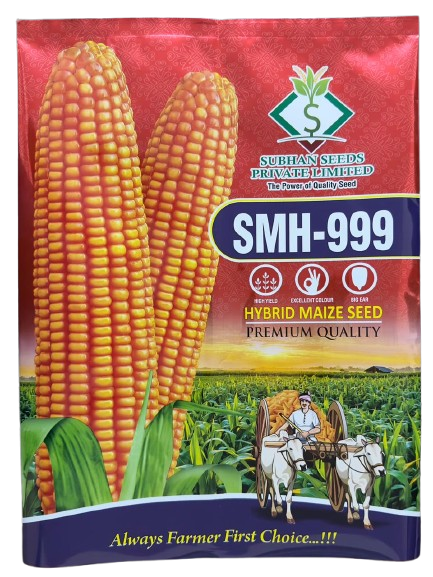 SUBHAN SEEDS
PRIVATE LIMITED
The Power of Quality Seed
SMH-999
HIGH YIELD
EXCELLENT COLOUR
BIG EAR
HYBRID MAIZE SEED
PREMIUM QUALITY
Always Farmer First Choice...!!!